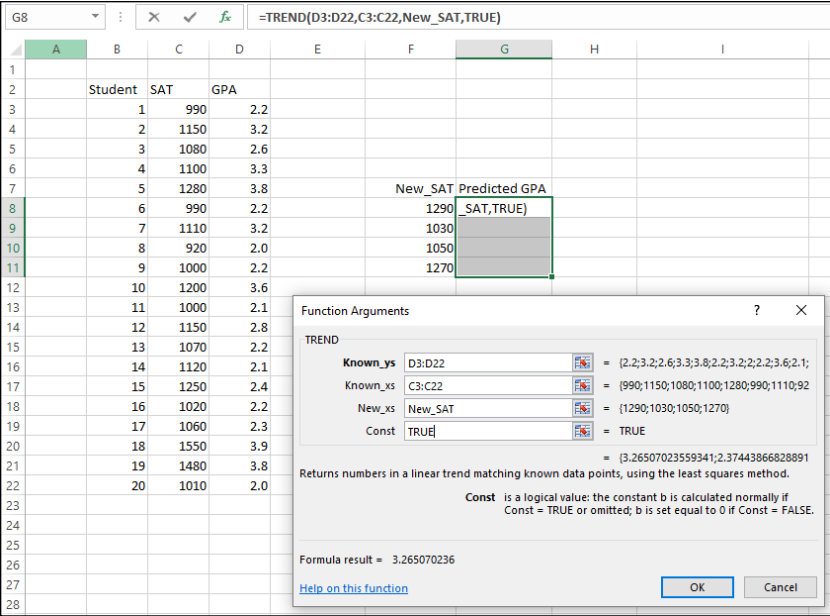 G8 fx =TREND(D3:D22,C3:C22,New_SAT,TRUE)
A B C D E F G H I
1
2 Student SAT GPA
3 1 990 2.2
4 2 1150 3.2
5 3 1080 2.6
6 4 1100 3.3
7 5 1280 3.8 New_SAT Predicted GPA
8 6 990 2.2 1290 _SAT,TRUE)
9 7 1110 3.2 1030
10 8 920 2.0 1050
11 9 1000 2.2 1270
12 10 1200 3.6
13 11 1000 2.1
14 12 1150 2.8
15 13 1070 2.2
16 14 1120 2.1
17 15 1250 2.4
18 16 1020 2.2
19 17 1060 2.3
20 18 1550 3.9
21 19 1480 3.8
22 20 1010 2.0
23
24
25
26
27
28
Function Arguments ? X
TREND
Known_ys D3:D22 = {2.2;3.2;2.6;3.3;3.8;2.2;3.2;2;2.2;3.6;2.1;
Known_xs C3:C22 = {990;1150;1080;1100;1280;990;1110;92
New_xs New_SAT = {1290;1030;1050;1270}
Const TRUE = TRUE
= {3.26507023559341;2.37443866828891
Returns numbers in a linear trend matching known data points, using the least squares method.
Const is a logical value: the constant b is calculated normally if
Const = TRUE or omitted; b is set equal to 0 if Const = FALSE.
Formula result = 3.265070236
Help on this function OK Cancel